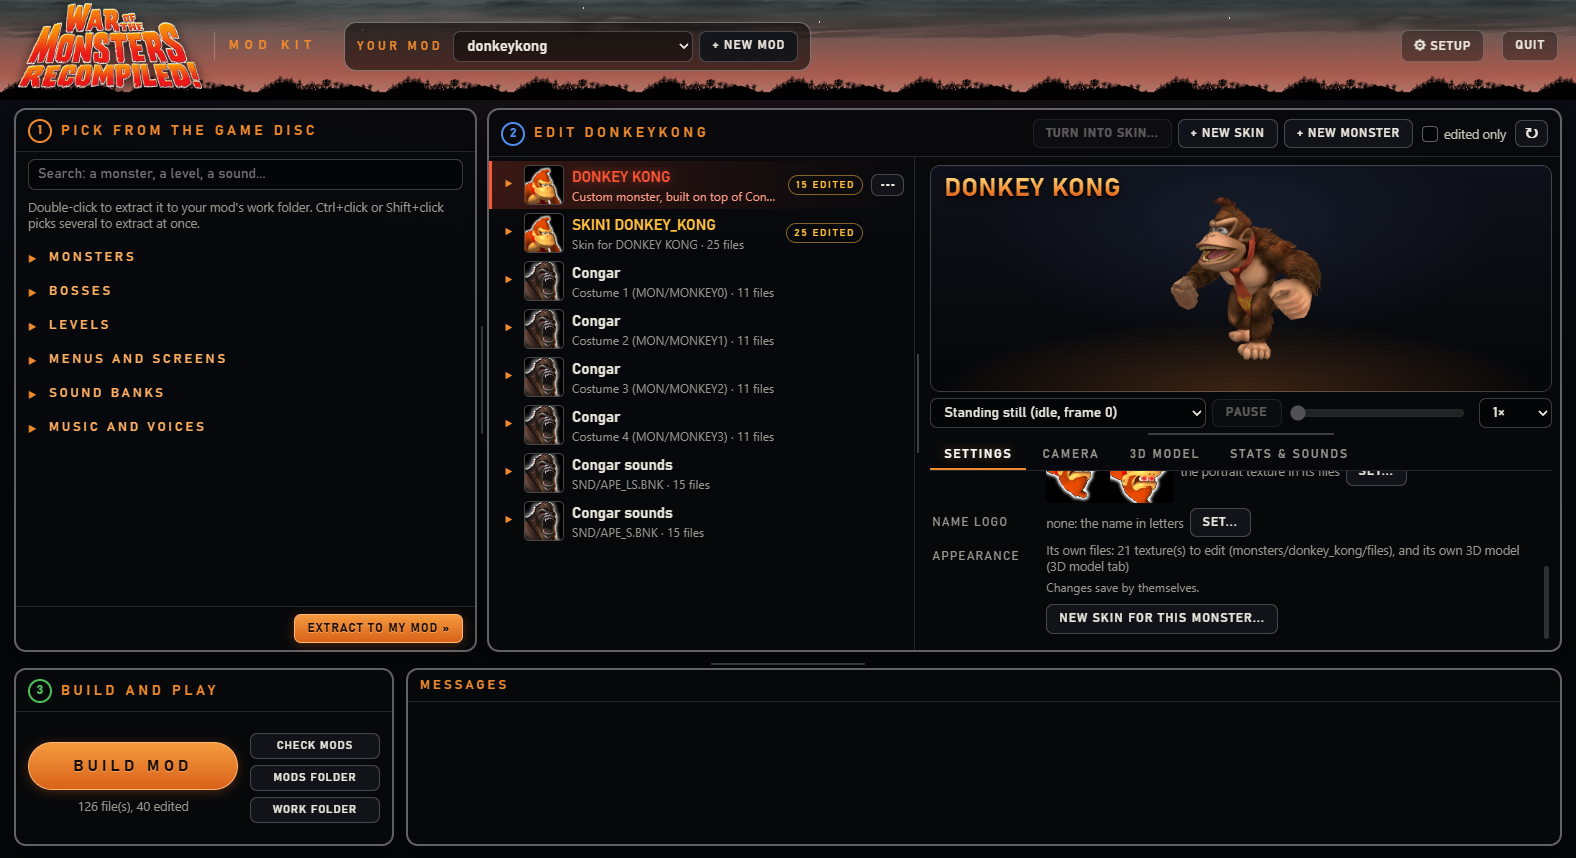 WAR OF THE MONSTERS RECOMPILED!
MOD KIT
YOUR MOD
donkeykong
+ NEW MOD
SETUP
QUIT
1 PICK FROM THE GAME DISC
Search: a monster, a level, a sound...
Double-click to extract it to your mod's work folder. Ctrl+click or Shift+click
picks several to extract at once.
MONSTERS
BOSSES
LEVELS
MENUS AND SCREENS
SOUND BANKS
MUSIC AND VOICES
EXTRACT TO MY MOD »
2 EDIT DONKEYKONG
TURN INTO SKIN...
+ NEW SKIN
+ NEW MONSTER
edited only
DONKEY KONG
Custom monster, built on top of Con...
15 EDITED
SKIN1 DONKEY_KONG
Skin for DONKEY KONG · 25 files
25 EDITED
Congar
Costume 1 (MON/MONKEY0) · 11 files
Congar
Costume 2 (MON/MONKEY1) · 11 files
Congar
Costume 3 (MON/MONKEY2) · 11 files
Congar
Costume 4 (MON/MONKEY3) · 11 files
Congar sounds
SND/APE_LS.BNK · 15 files
Congar sounds
SND/APE_S.BNK · 15 files
DONKEY KONG
Standing still (idle, frame 0)
PAUSE
1×
SETTINGS
CAMERA
3D MODEL
STATS & SOUNDS
the portrait texture in its files
SET...
NAME LOGO
none: the name in letters
SET...
APPEARANCE
Its own files: 21 texture(s) to edit (monsters/donkey_kong/files), and its own 3D model
(3D model tab)
Changes save by themselves.
NEW SKIN FOR THIS MONSTER...
3 BUILD AND PLAY
BUILD MOD
126 file(s), 40 edited
CHECK MODS
MODS FOLDER
WORK FOLDER
MESSAGES